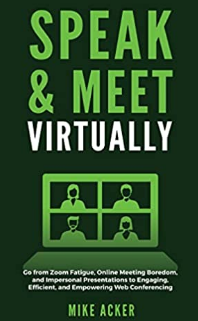 SPEAK
& MEET
VIRTUALLY
Go from Zoom Fatigue, Online Meeting Boredom,
and Impersonal Presentations to Engaging,
Efficient, and Empowering Web Conferencing
MIKE ACKER